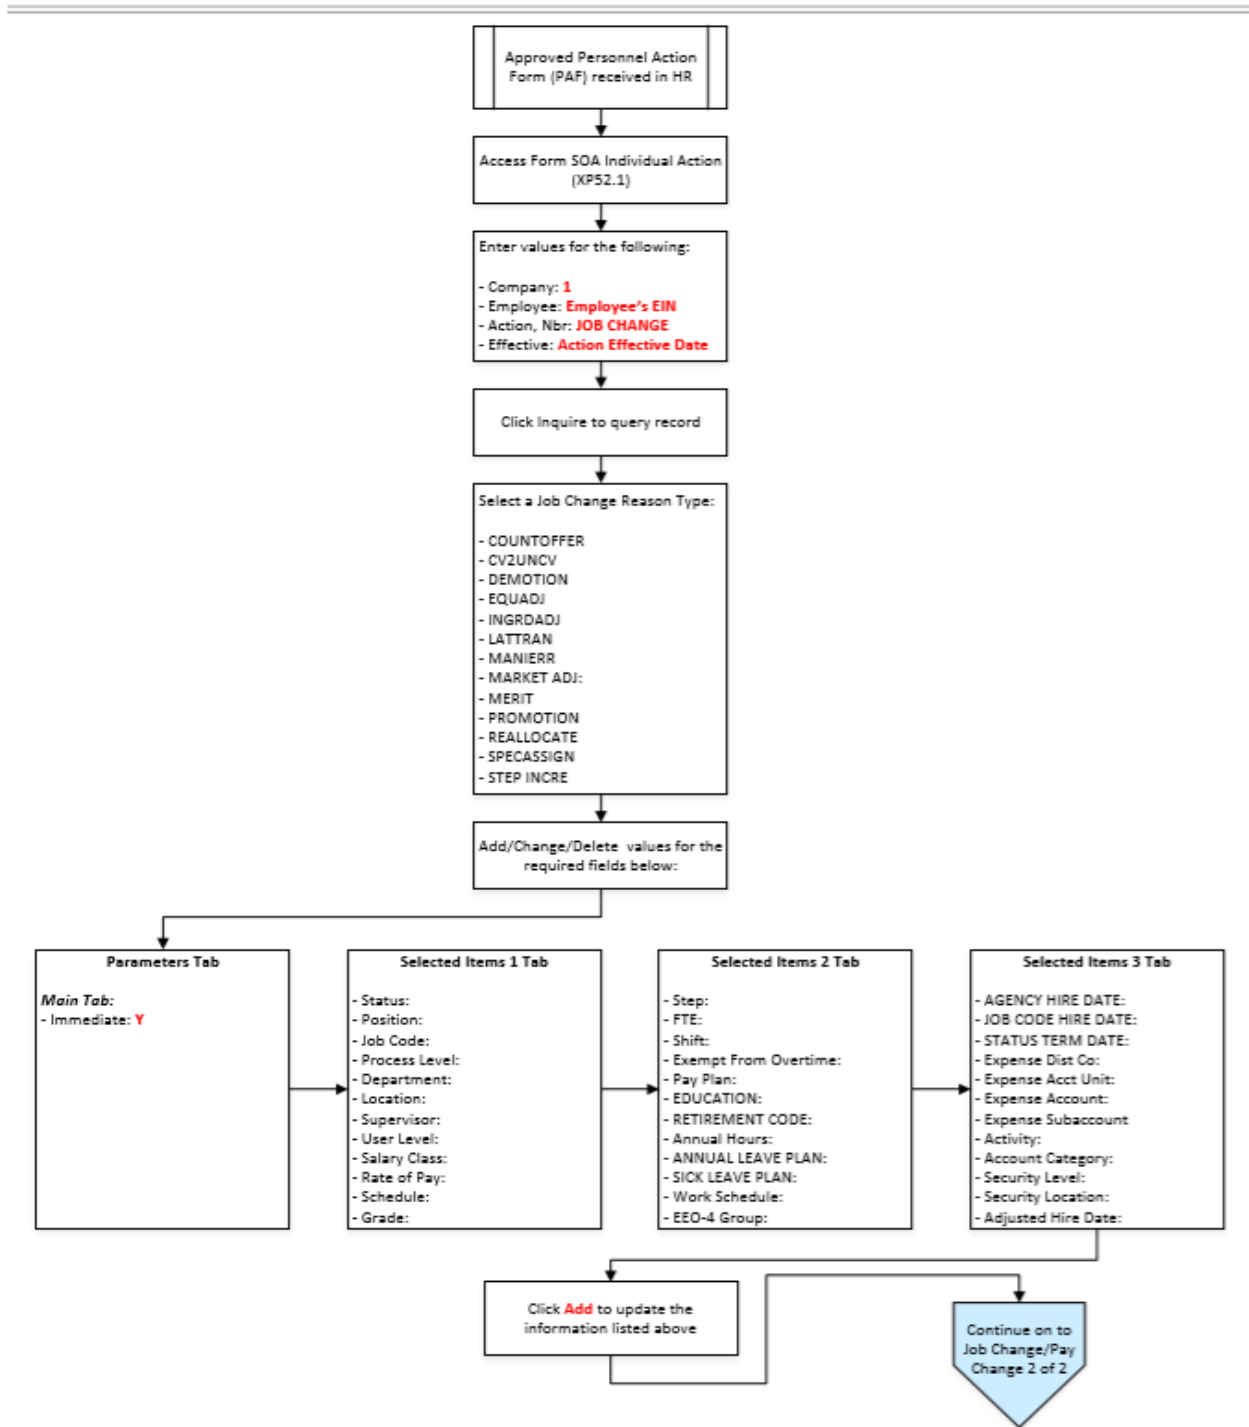 Approved Personnel Action
Form (PAF) received in HR
Access Form SOA Individual Action
(XP52.1)
Enter values for the following:
- Company: 1
- Employee: Employee's EIN
- Action, Nbr: JOB CHANGE
- Effective: Action Effective Date
Click Inquire to query record
Select a Job Change Reason Type:
- COUNTOFFER
- CV2UNCV
- DEMOTION
- EQUADJ
- INGRDADJ
- LATTRAN
- MANIERR
- MARKET ADJ:
- MERIT
- PROMOTION
- REALLOCATE
- SPECASSIGN
- STEP INCRE
Add/Change/Delete values for the
required fields below:
Parameters Tab
Main Tab:
- Immediate: Y
Selected Items 1 Tab
- Status:
- Position:
- Job Code:
- Process Level:
- Department:
- Location:
- Supervisor:
- User Level:
- Salary Class:
- Rate of Pay:
- Schedule:
- Grade:
Selected Items 2 Tab
- Step:
- FTE:
- Shift:
- Exempt From Overtime:
- Pay Plan:
- EDUCATION:
- RETIREMENT CODE:
- Annual Hours:
- ANNUAL LEAVE PLAN:
- SICK LEAVE PLAN:
- Work Schedule:
- EEO-4 Group:
Selected Items 3 Tab
- AGENCY HIRE DATE:
- JOB CODE HIRE DATE:
- STATUS TERM DATE:
- Expense Dist Co:
- Expense Acct Unit:
- Expense Account:
- Expense Subaccount
- Activity:
- Account Category:
- Security Level:
- Security Location:
- Adjusted Hire Date:
Click Add to update the
information listed above
Continue on to
Job Change/Pay
Change 2 of 2